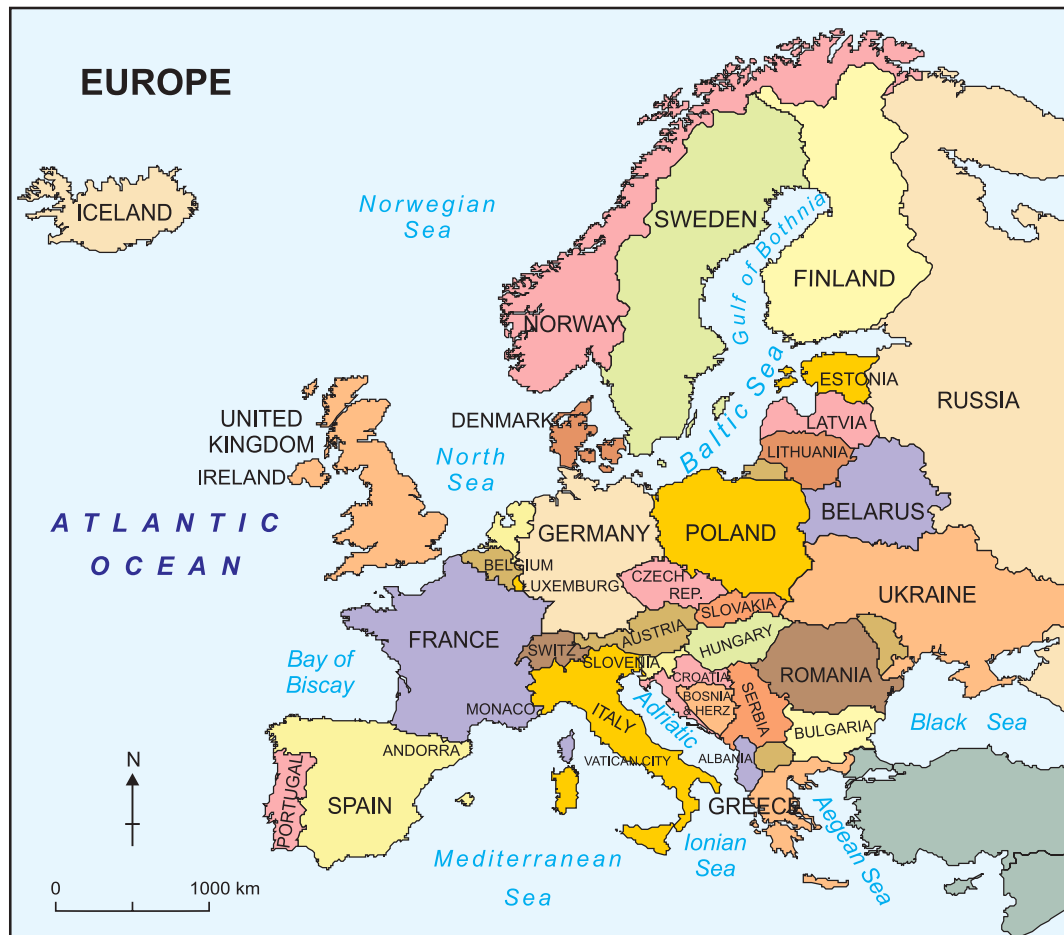 EUROPE
ICELAND
Norwegian
Sea
SWEDEN
Gulf of Bothnia
FINLAND
NORWAY
ESTONIA
RUSSIA
Baltic Sea
LATVIA
DENMARK
UNITED
KINGDOM
LITHUANIA
North
Sea
IRELAND
BELARUS
ATLANTIC
OCEAN
GERMANY
POLAND
BELGIUM
LUXEMBURG
CZECH
REP.
UKRAINE
SLOVAKIA
FRANCE
AUSTRIA
HUNGARY
SWITZ
SLOVENIA
Bay of
Biscay
ROMANIA
CROATIA
BOSNIA
& HERZ
SERBIA
MONACO
ITALY
Adriatic
Black Sea
BULGARIA
ANDORRA
VATICAN CITY
ALBANIA
N
PORTUGAL
SPAIN
GREECE
Aegean Sea
Ionian
Sea
Mediterranean
Sea
0 1000 km